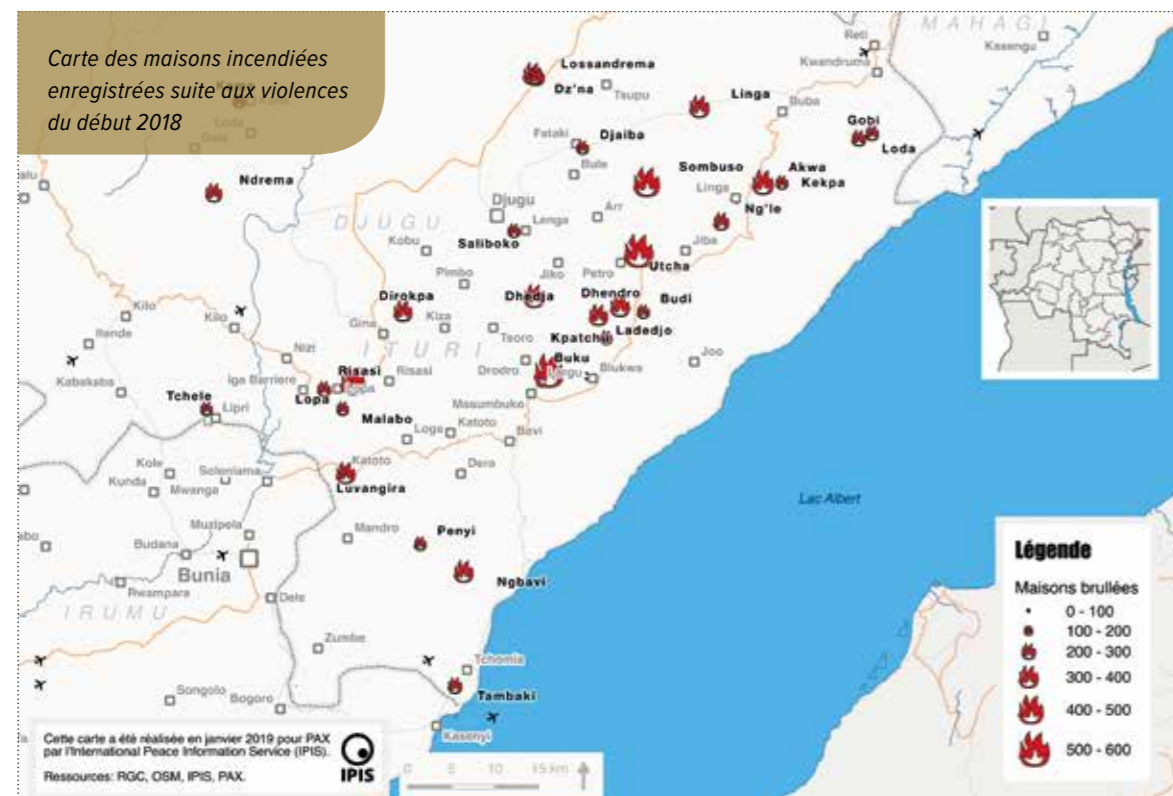 Carte des maisons incendiées
enregistrées suite aux violences
du début 2018
MAHAGI
Reti
Kasengu
Kwandruma
Lossandrema
Dz'na
Tsupu
Linga
Buba
Gobi
Loda
Loda
Dala
Fataki
Djaiba
Bule
Sombuso
Akwa
Kekpa
Linga
Ndrema
Ng'le
DJUGU
Djugu
Lenga
Arr
Saliboko
Kobu
Jiba
Utcha
Petro
Jiko
Pimbo
Dhedja
Dhendro
Budi
Dirokpa
Kilo
Kilo
Kiza
Gina
Tsoro
Kpatchu
Ladedjo
Itende
Nizi
ITURI
Buku
Joo
Drodro
Blukwa
Kabakaba
Iga Barriere
Risasi
Risasi
Lopa
Tchele
Lipri
Masumbuko
Malabo
Loga
Katoto
Bavi
Kole
Soleniama
Katoto
Dera
Kunda
Mwanga
Luvangira
Lac Albert
Muzipela
Mandro
Penyi
Budana
Bunia
Ngbavi
Rwampara
Dele
IRUMU
Zumbe
Tchomia
Songolo
Bogoro
Tambaki
Kasenyi
Légende
Maisons brullées
0 - 100
100 - 200
200 - 300
300 - 400
400 - 500
500 - 600
Cette carte a été réalisée en janvier 2019 pour PAX
par l'International Peace Information Service (IPIS).
Ressources: RGC, OSM, IPIS, PAX.
IPIS
0 5 10 15 km